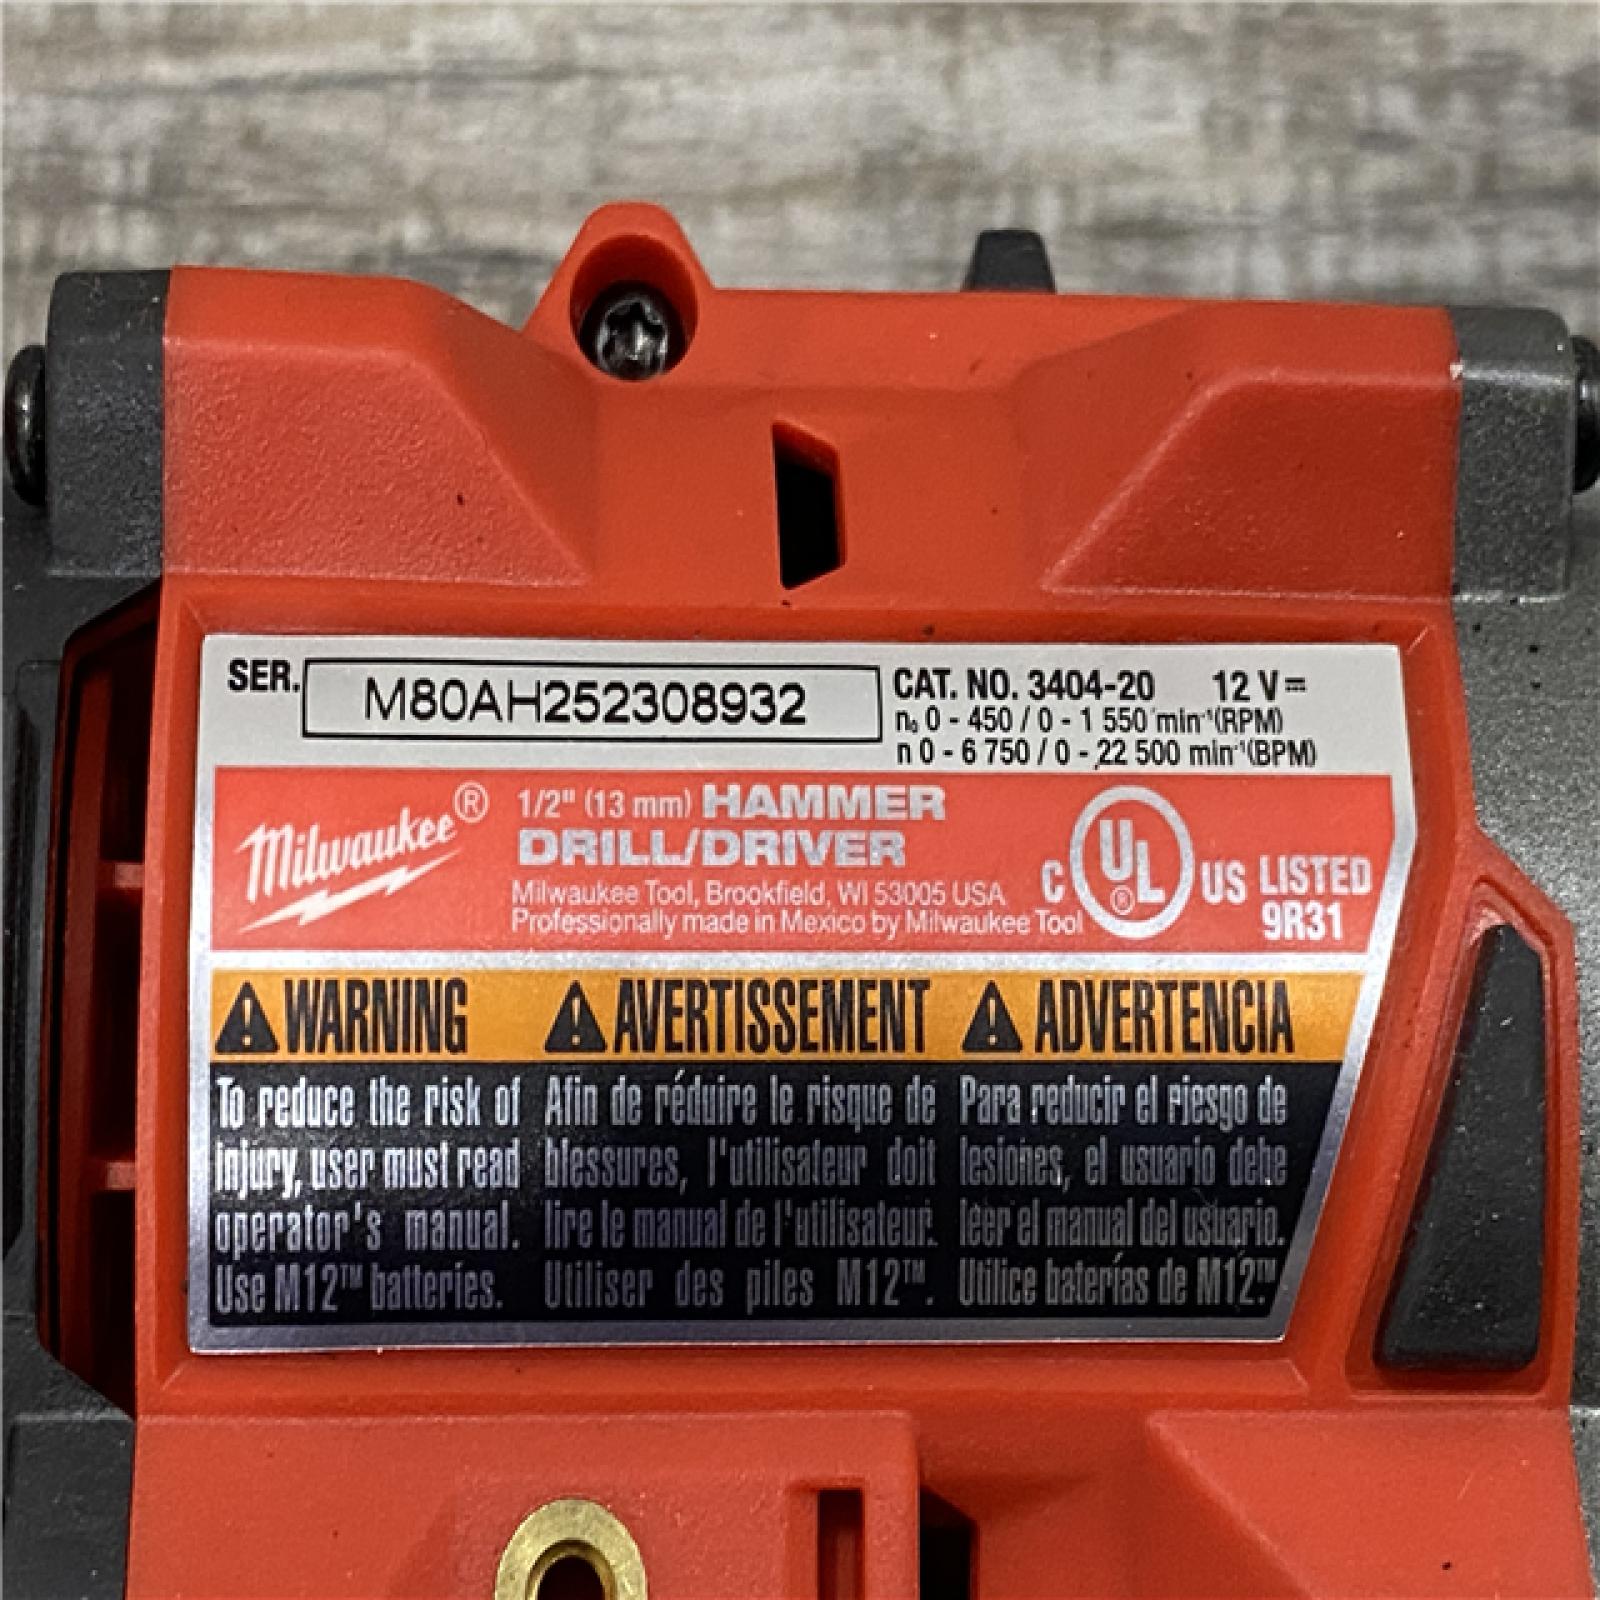 SER. M80AH252308932
CAT. NO. 3404-20 12 V⎓
n₀ 0 - 450 / 0 - 1 550 min⁻¹(RPM)
n 0 - 6 750 / 0 - 22 500 min⁻¹(BPM)
Milwaukee®
1/2" (13 mm) HAMMER
DRILL/DRIVER
Milwaukee Tool, Brookfield, WI 53005 USA
Professionally made in Mexico by Milwaukee Tool
C UL® US LISTED
9R31
⚠WARNING
To reduce the risk of
injury, user must read
operator's manual.
Use M12™ batteries.
⚠AVERTISSEMENT
Afin de réduire le risque de
blessures, l'utilisateur doit
lire le manual de l'utilisateur.
Utiliser des piles M12™.
⚠ADVERTENCIA
Para reducir el riesgo de
lesiones, el usuario debe
leer el manual del usuario.
Utilice baterías de M12™.